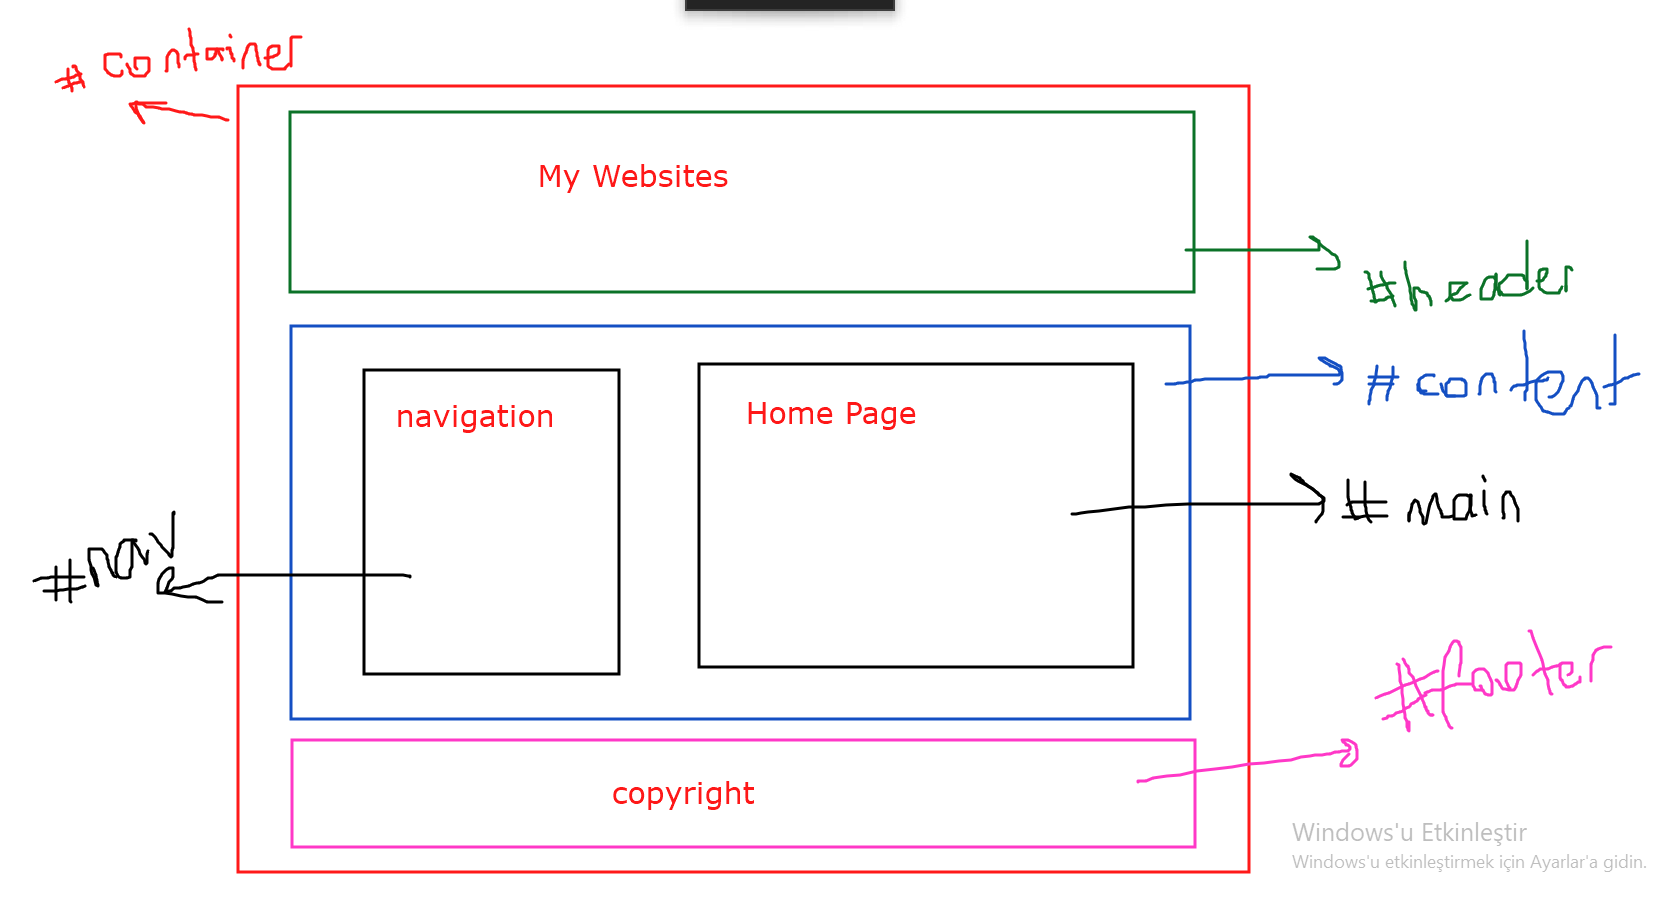 #container
My Websites
#header
#content
navigation
Home Page
#main
#nav
#footer
copyright
Windows'u Etkinleştir
Windows'u etkinleştirmek için Ayarlar'a gidin.